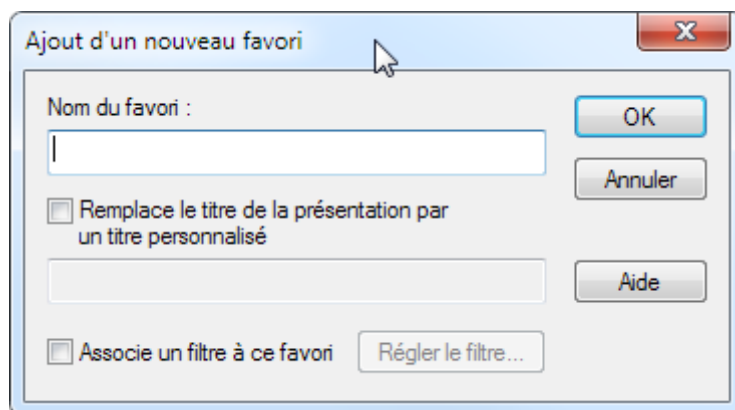 Ajout d'un nouveau favori
Nom du favori :
OK
Annuler
Remplace le titre de la présentation par
un titre personnalisé
Aide
Associe un filtre à ce favori
Régler le filtre...